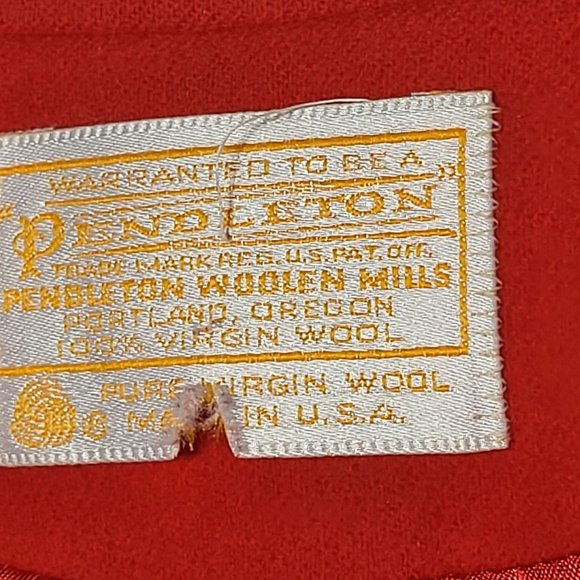 WARRANTED TO BE A
"PENDLETON"
TRADE MARK REG. U.S. PAT. OFF.
PENDLETON WOOLEN MILLS
PORTLAND, OREGON
100% VIRGIN WOOL
PURE VIRGIN WOOL
MA IN U.S.A.